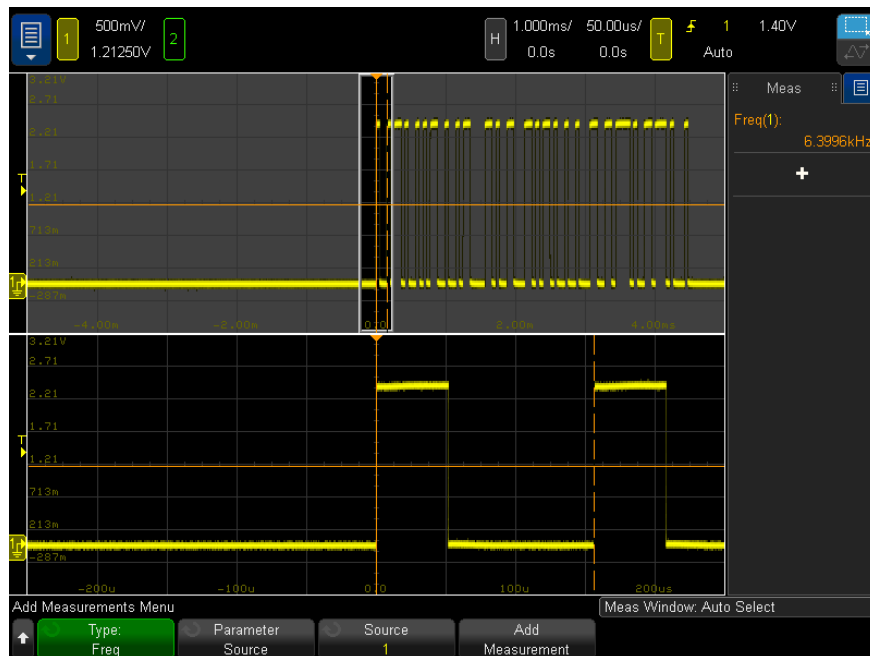 500mV/ 1.000ms/ 50.00us/ 1 1.40V
1 2 H T
1.21250V 0.0s 0.0s Auto
Meas
Freq(1):
6.3996kHz
+
3.21V
2.71
2.21
1.71
T
1.21
713m
213m
1
-287m
-4.00m -2.00m 0.0 2.00m 4.00ms
3.21V
2.71
2.21
1.71
T
1.21
713m
213m
1
-287m
-200u -100u 0.0 100u 200us
Add Measurements Menu Meas Window: Auto Select
Type: Parameter Source Add
Freq Source 1 Measurement